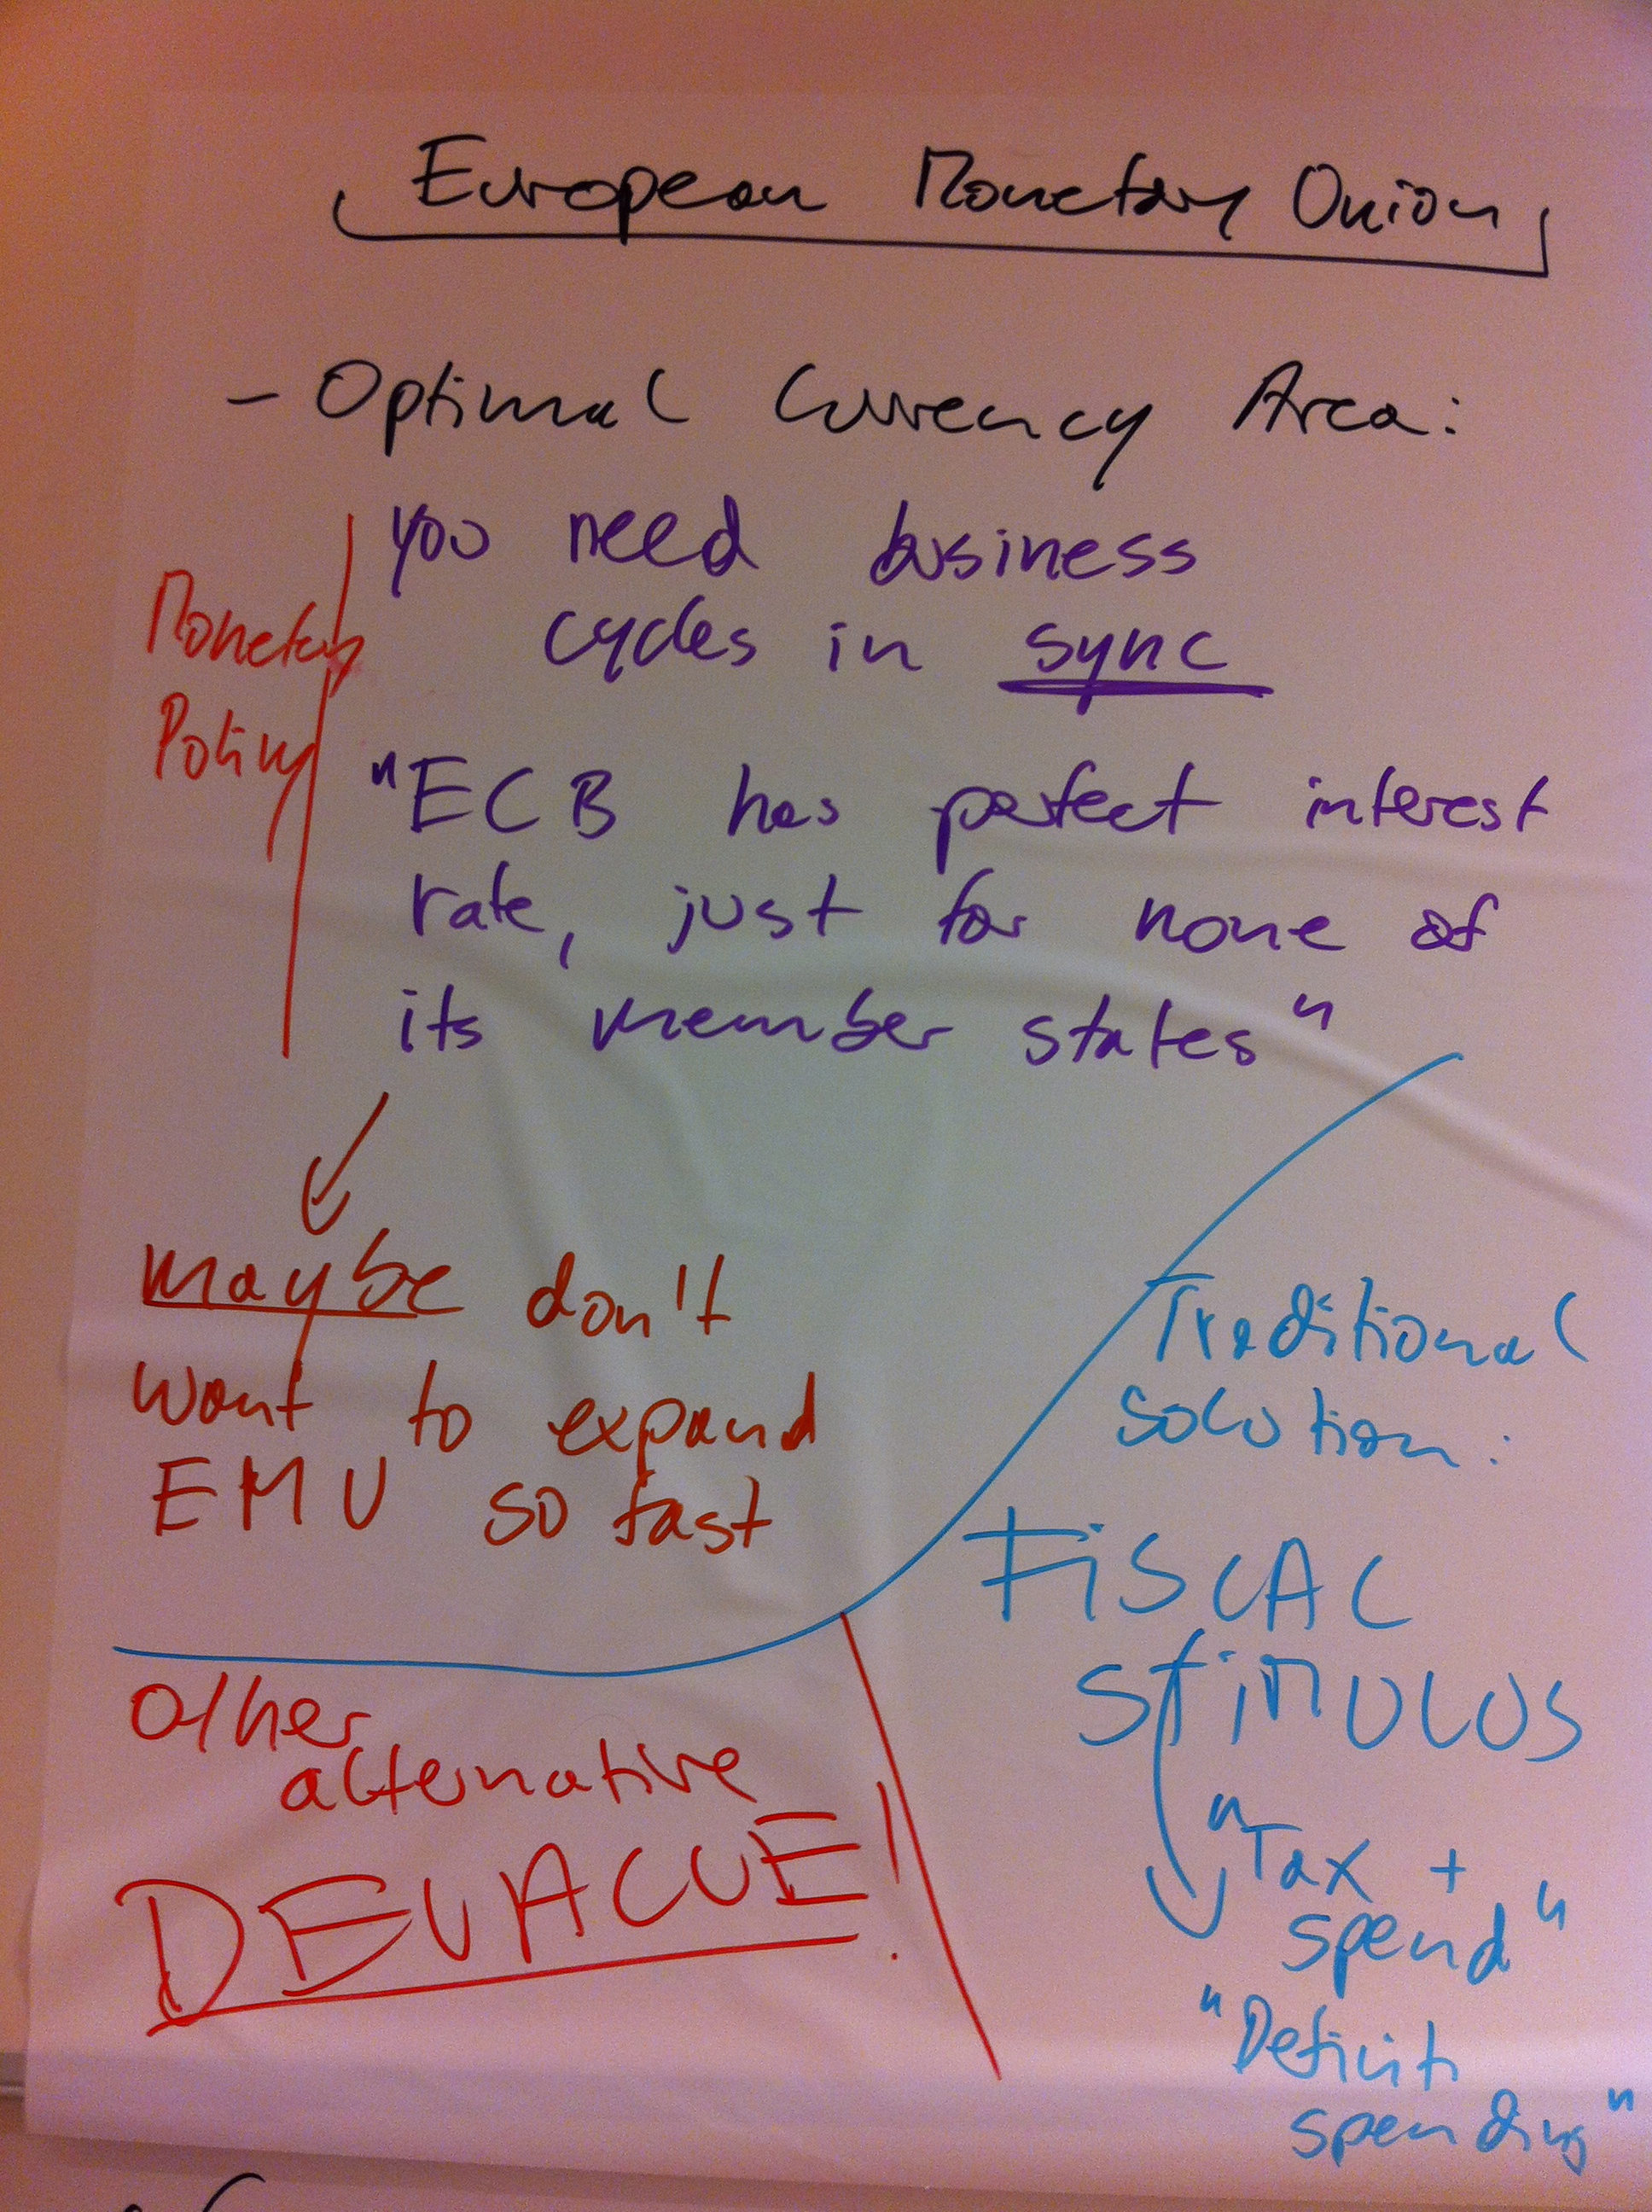 European Monetary Union
- Optimal Currency Area:
you need business
cycles in sync
Monetary
Policy
"ECB has perfect interest
rate, just for none of
its member states"
maybe don't
want to expand
EMU so fast
Traditional
solution:
FiSCAL
STiMULUS
"Tax +
spend"
"Deficit
spending"
Other
alternative
DEVALUE!